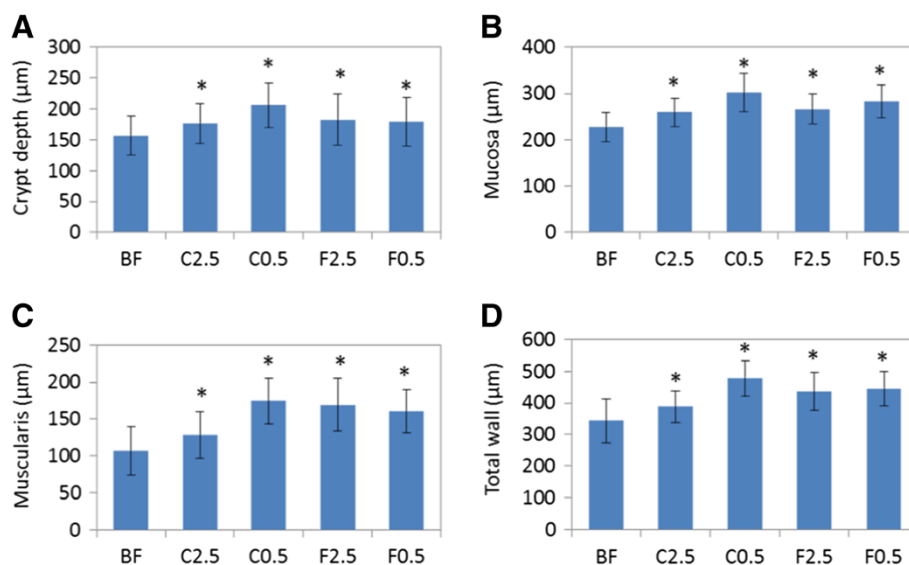 A
Crypt depth (µm)
300
250
200
150
100
50
0
* * * *
BF C2.5 C0.5 F2.5 F0.5
B
Mucosa (µm)
400
300
200
100
0
* * * *
BF C2.5 C0.5 F2.5 F0.5
C
Muscularis (µm)
250
200
150
100
50
0
* * * *
BF C2.5 C0.5 F2.5 F0.5
D
Total wall (µm)
600
500
400
300
200
100
0
* * * *
BF C2.5 C0.5 F2.5 F0.5